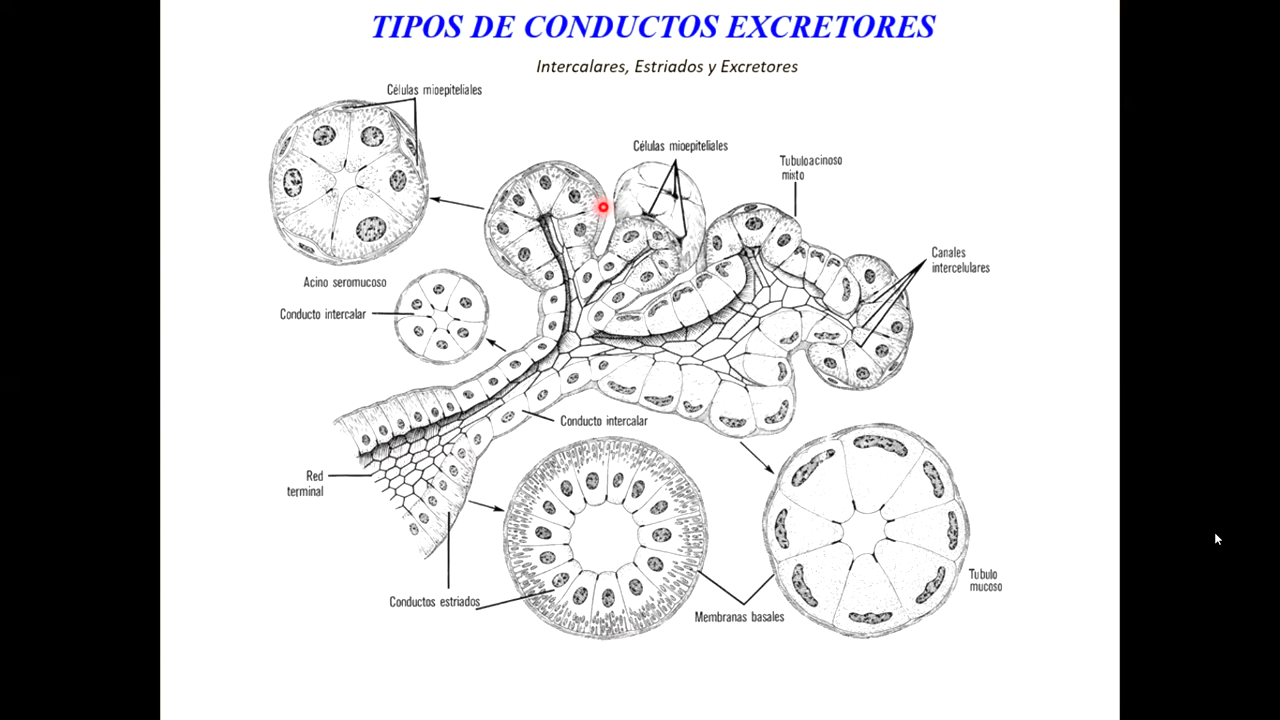 TIPOS DE CONDUCTOS EXCRETORES
Intercalares, Estriados y Excretores
Células mioepiteliales
Células mioepiteliales
Tubuloacinoso
mixto
Canales
intercelulares
Acino seromucoso
Conducto intercalar
Conducto intercalar
Red
terminal
Conductos estriados
Membranas basales
Tubulo
mucoso